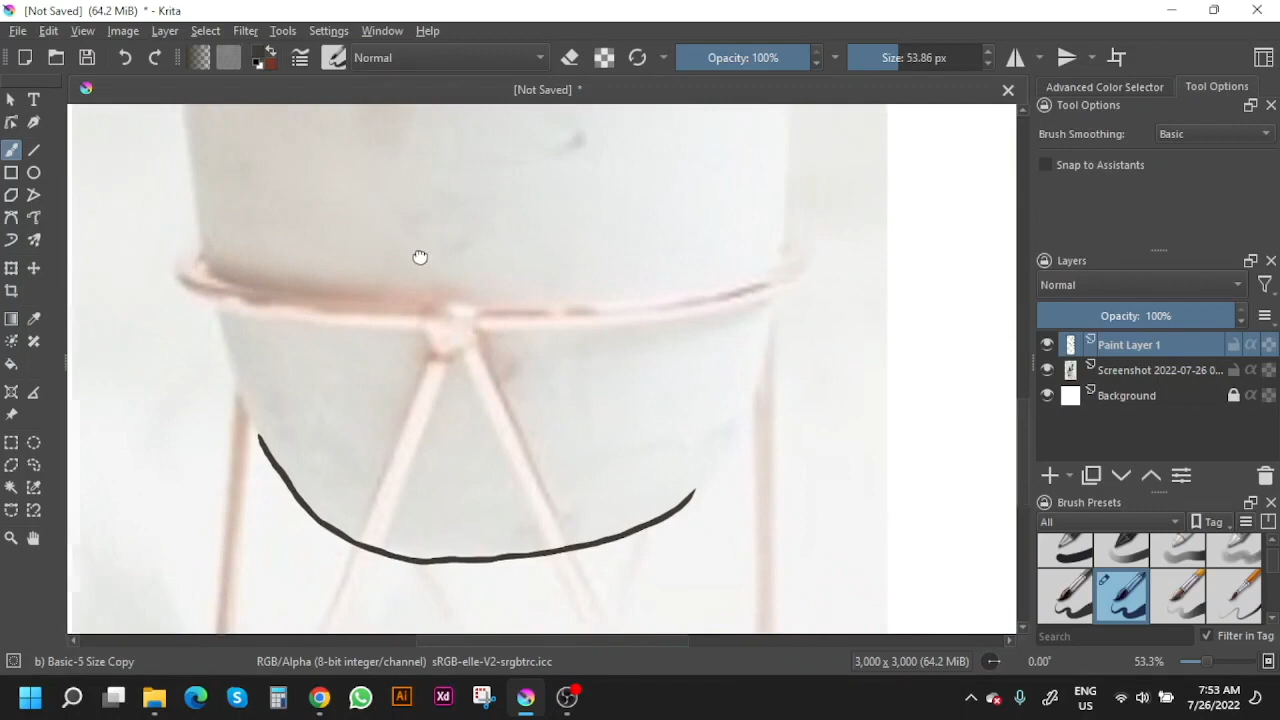 [Not Saved] (64.2 MiB) * - Krita
File Edit View Image Layer Select Filter Tools Settings Window Help
Normal
Opacity: 100%
Size: 53.86 px
[Not Saved] *
Advanced Color Selector
Tool Options
Tool Options
Brush Smoothing:
Basic
Snap to Assistants
Layers
Normal
Opacity: 100%
Paint Layer 1
Screenshot 2022-07-26 0...
Background
Brush Presets
All
Tag
Search
Filter in Tag
b) Basic-5 Size Copy
RGB/Alpha (8-bit integer/channel) sRGB-elle-V2-srgbtrc.icc
3,000 x 3,000 (64.2 MiB)
0.00°
53.3%
Ai
Xd
ENG
US
7:53 AM
7/26/2022